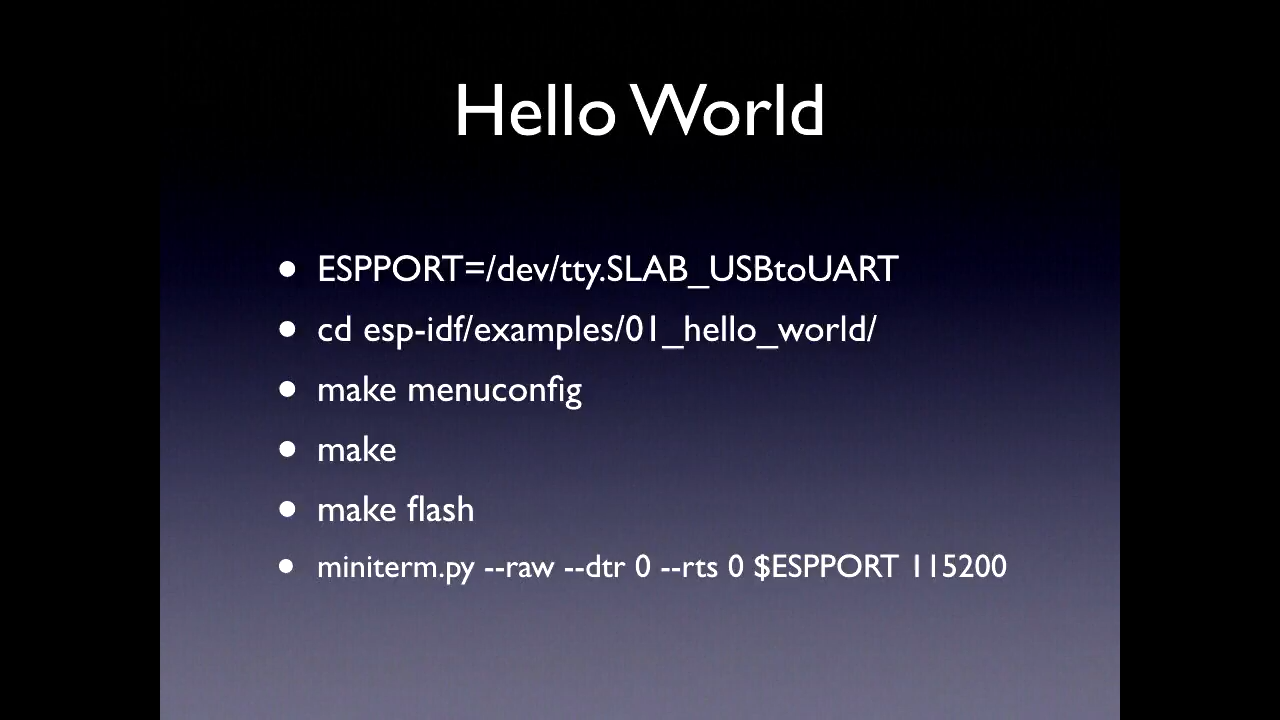 Hello World
• ESPPORT=/dev/tty.SLAB_USBtoUART
• cd esp-idf/examples/01_hello_world/
• make menuconfig
• make
• make flash
• miniterm.py --raw --dtr 0 --rts 0 $ESPPORT 115200